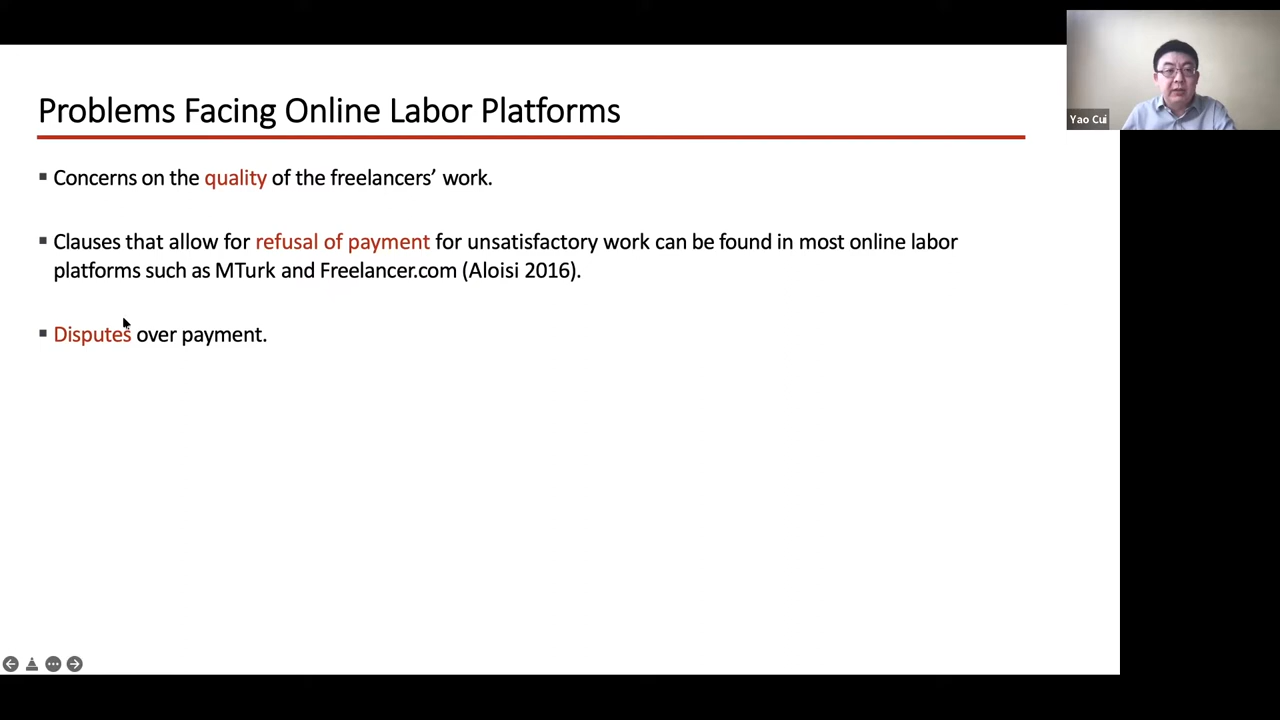 Problems Facing Online Labor Platforms
Yao Cui
▪ Concerns on the quality of the freelancers’ work.
▪ Clauses that allow for refusal of payment for unsatisfactory work can be found in most online labor
platforms such as MTurk and Freelancer.com (Aloisi 2016).
▪ Disputes over payment.